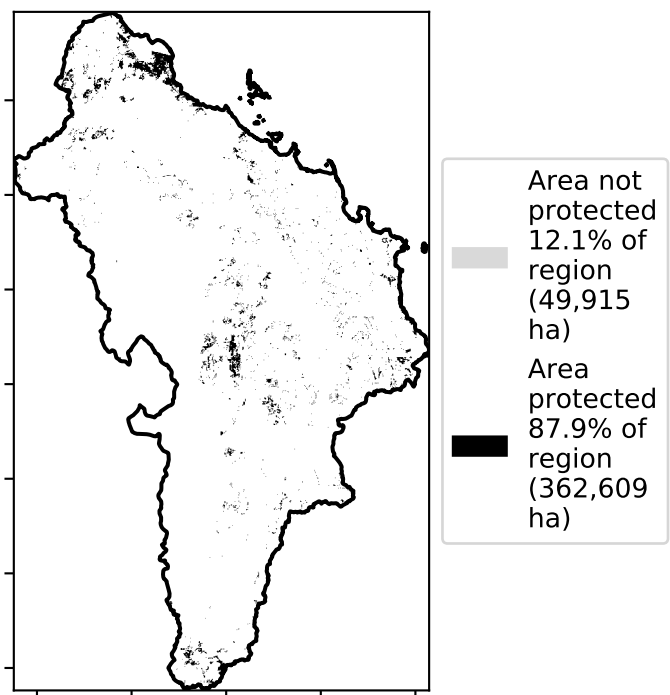 Area not
protected
12.1% of
region
(49,915
ha)
Area
protected
87.9% of
region
(362,609
ha)